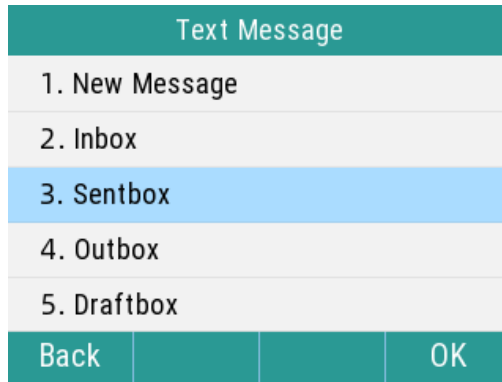 Text Message
1. New Message
2. Inbox
3. Sentbox
4. Outbox
5. Draftbox
Back OK